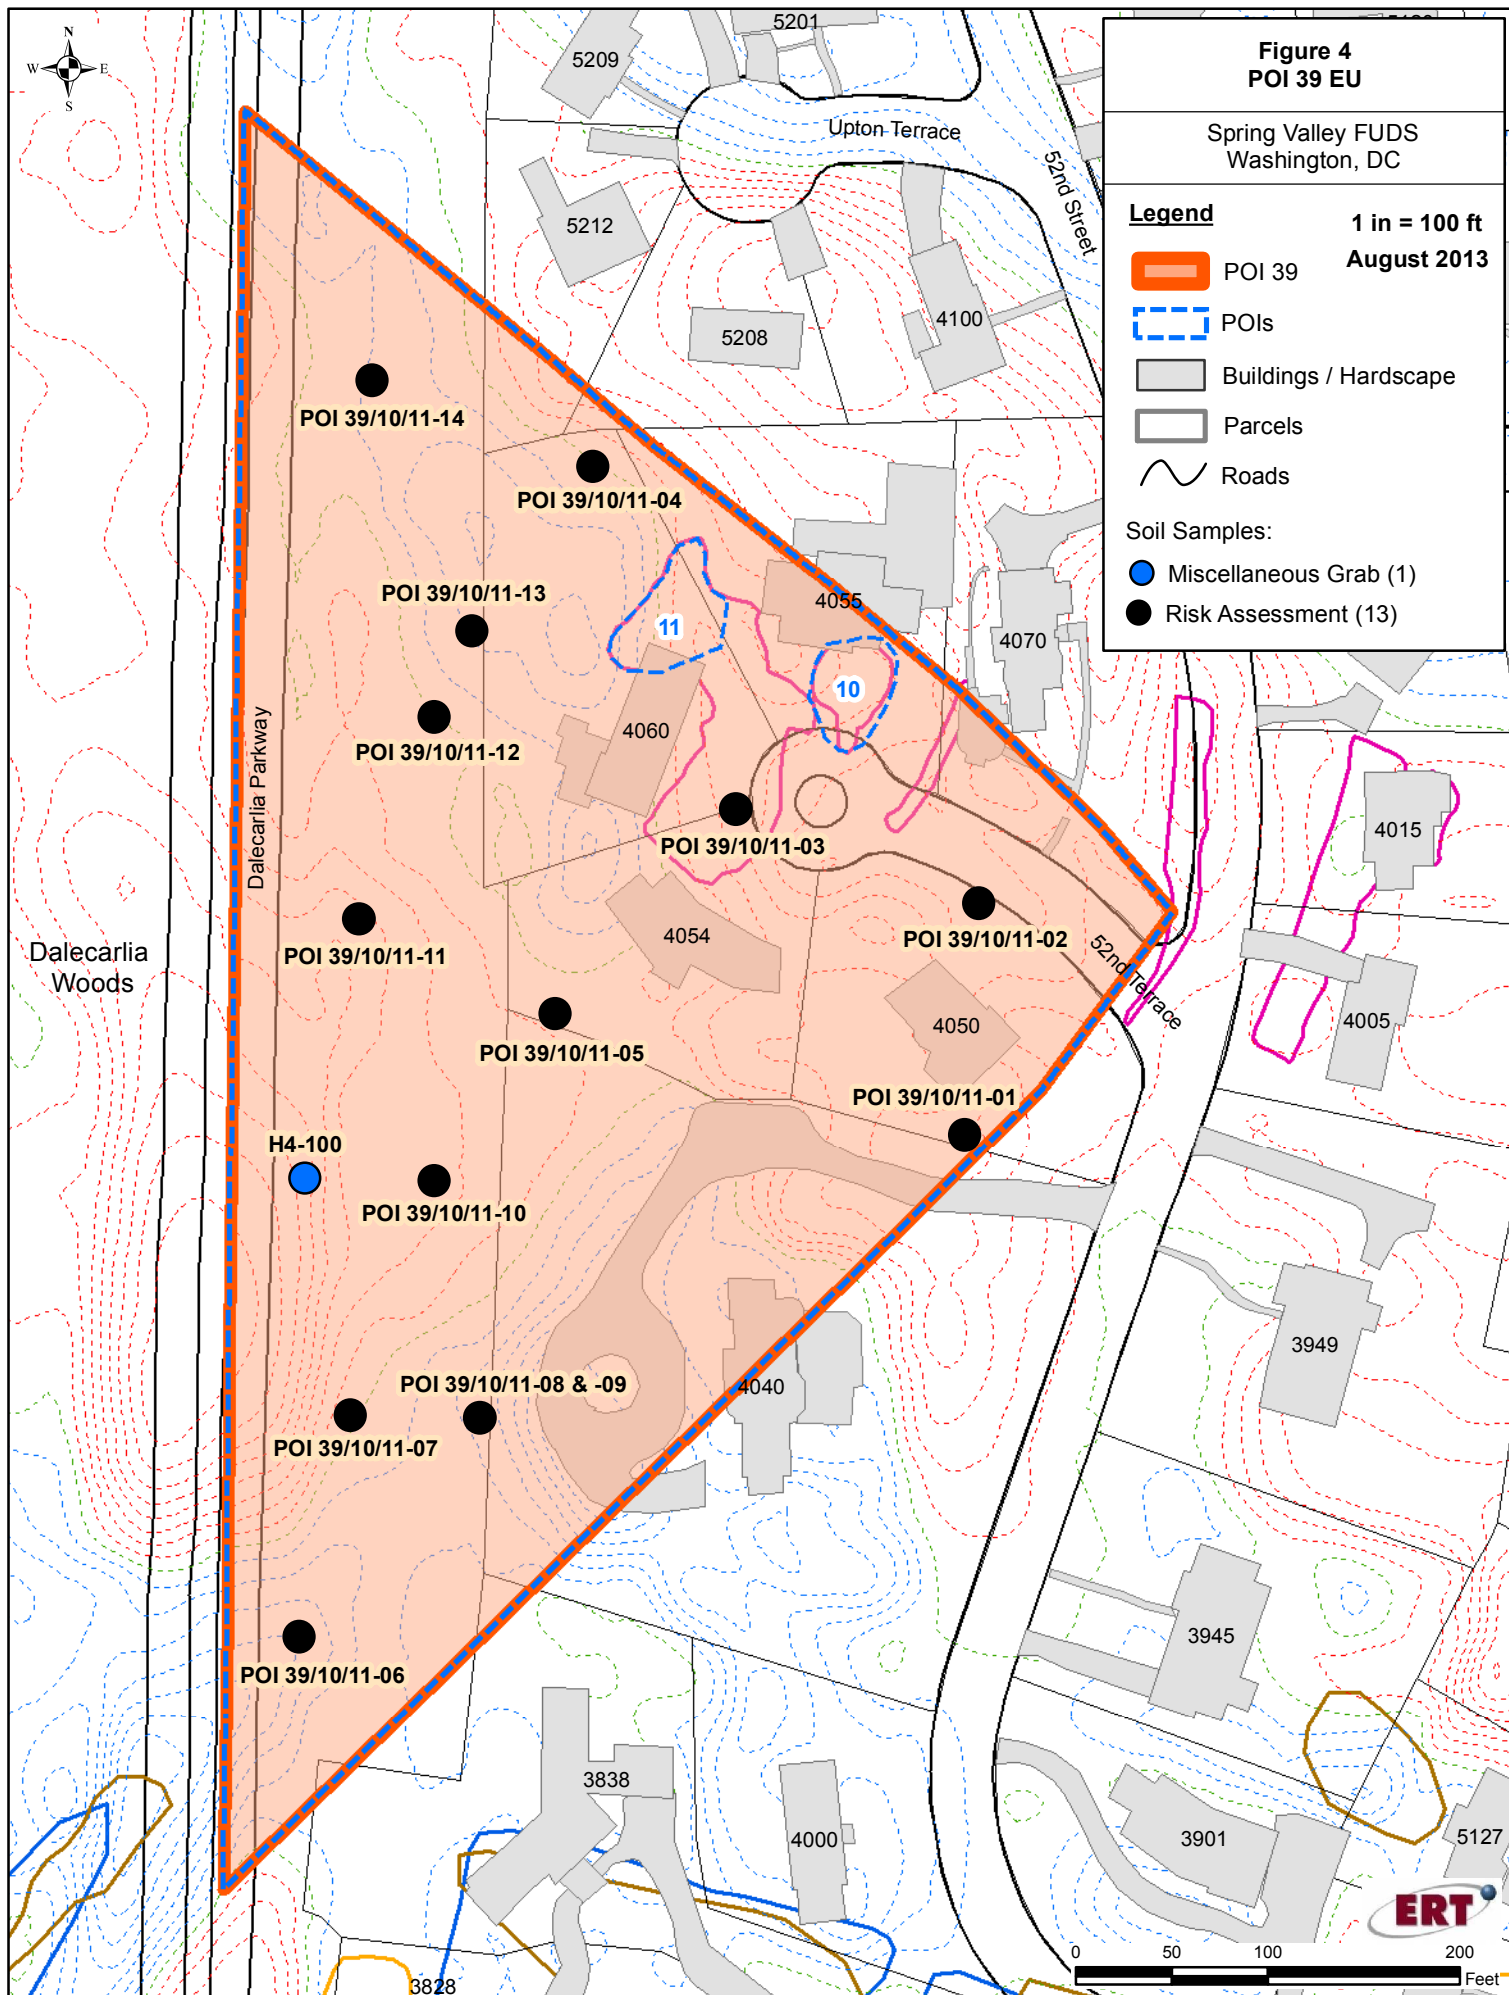 Figure 4
POI 39 EU
Spring Valley FUDS
Washington, DC
Legend
1 in = 100 ft
August 2013
POI 39
POIs
Buildings / Hardscape
Parcels
Roads
Soil Samples:
Miscellaneous Grab (1)
Risk Assessment (13)
N
W E
S
5201
5209
Upton Terrace
52nd Street
5212
5208
4100
POI 39/10/11-14
POI 39/10/11-04
POI 39/10/11-13
4055
11
4070
10
4060
POI 39/10/11-12
Dalecarlia Parkway
POI 39/10/11-03
4015
4054
POI 39/10/11-02
POI 39/10/11-11
Dalecarlia
Woods
52nd Terrace
4050
4005
POI 39/10/11-05
POI 39/10/11-01
H4-100
POI 39/10/11-10
3949
POI 39/10/11-08 & -09
4040
POI 39/10/11-07
3945
POI 39/10/11-06
3838
4000
3901
5127
ERT
3828
0 50 100 200
Feet